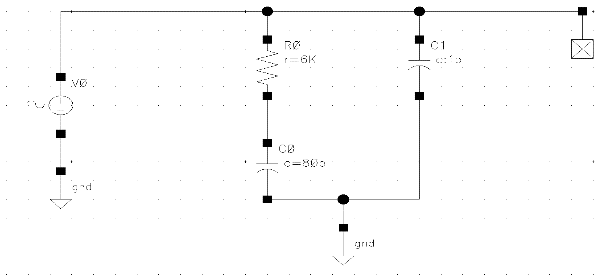 R0
C1
r=6K
c:1p
V0
C0
c=80p
gnd
gnd